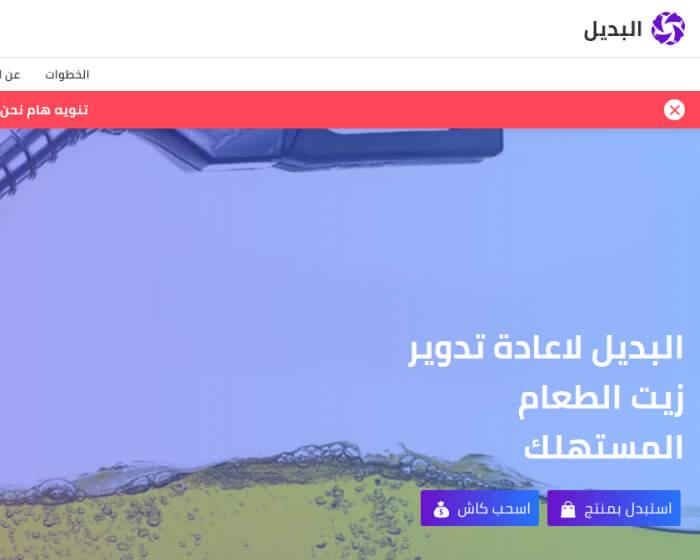 البديل
الخطوات
عن
تنويه هام نحن
البديل لاعادة تدوير
زيت الطعام
المستهلك
استبدل بمنتج
اسحب كاش